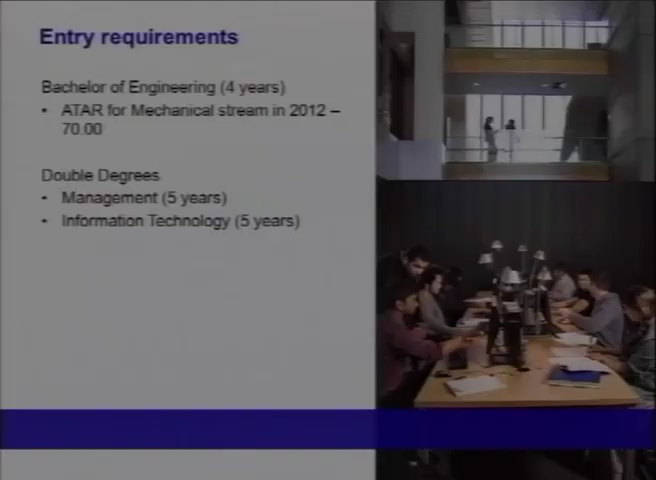 Entry requirements
Bachelor of Engineering (4 years)
• ATAR for Mechanical stream in 2012 –
70.00
Double Degrees
• Management (5 years)
• Information Technology (5 years)